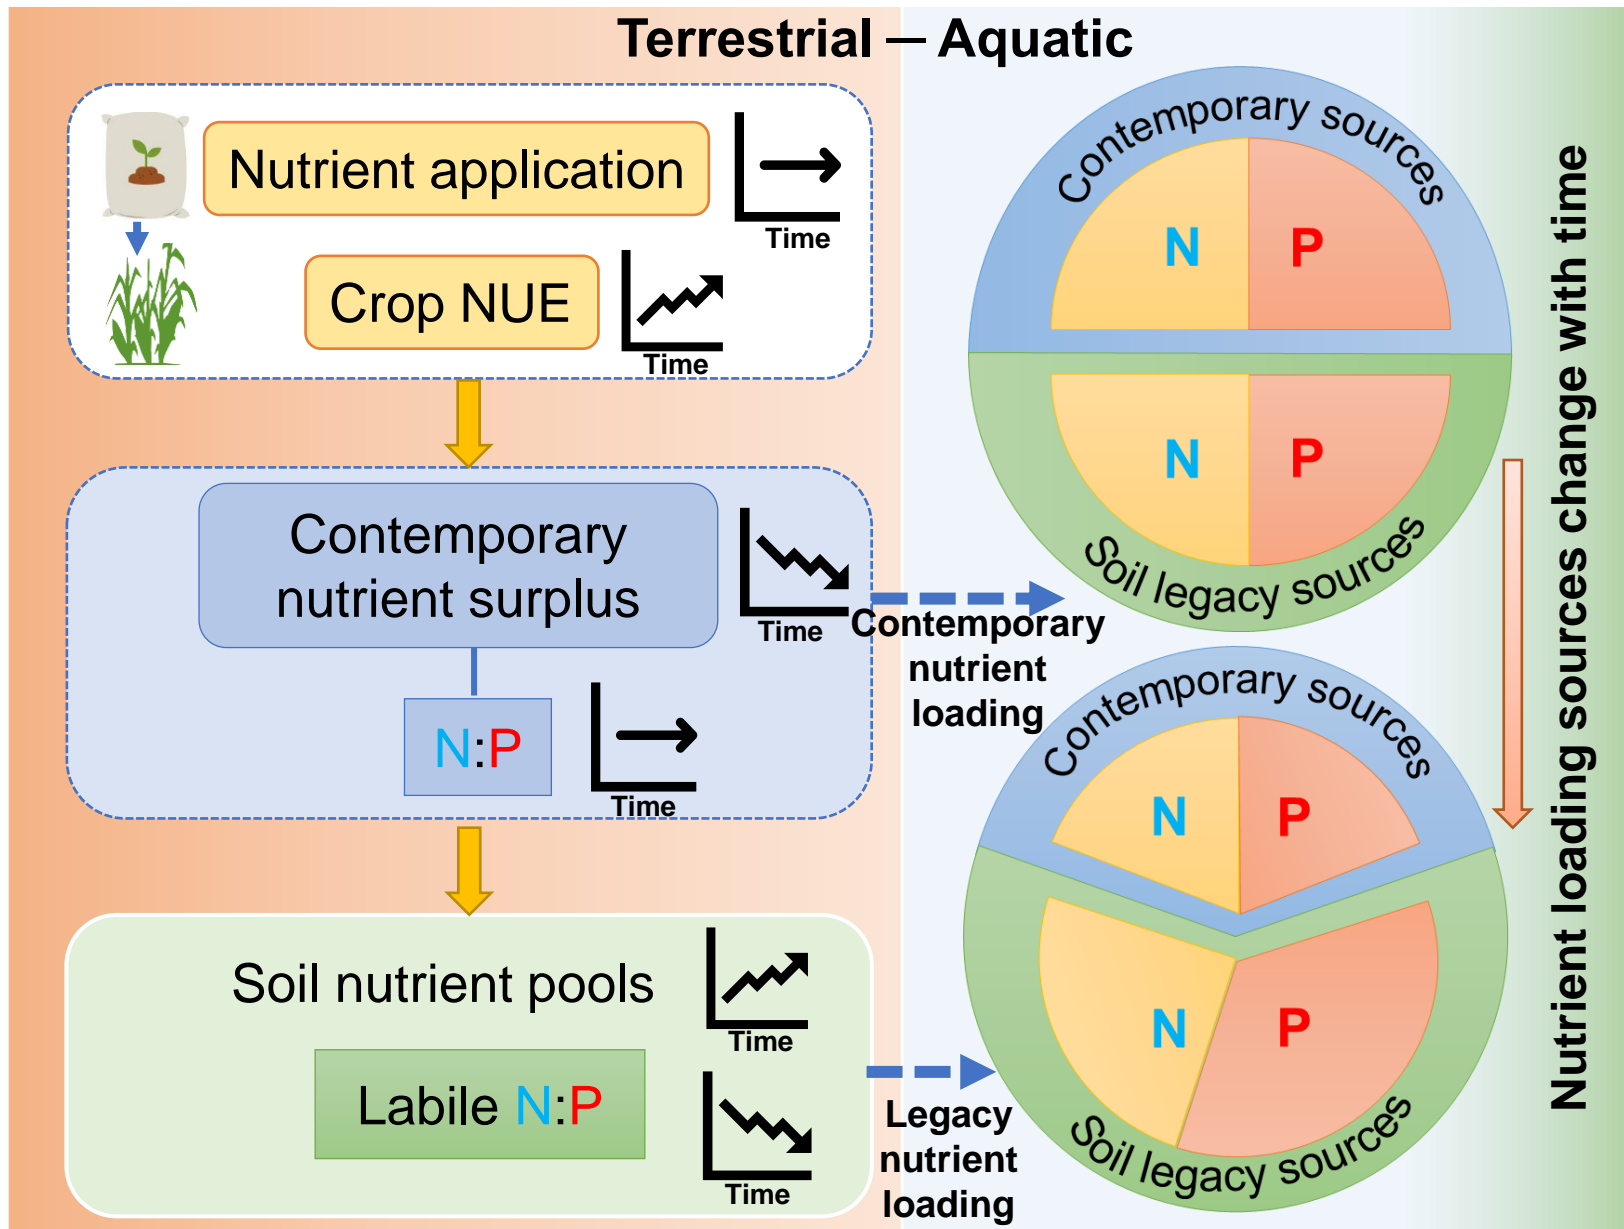 Terrestrial — Aquatic
Nutrient application
Time
Crop NUE
Time
Contemporary
nutrient surplus
Time
N:P
Time
Soil nutrient pools
Time
Labile N:P
Time
Contemporary
nutrient
loading
Legacy
nutrient
loading
Contemporary sources
N P
N P
Soil legacy sources
Contemporary sources
N P
N P
Soil legacy sources
Nutrient loading sources change with time